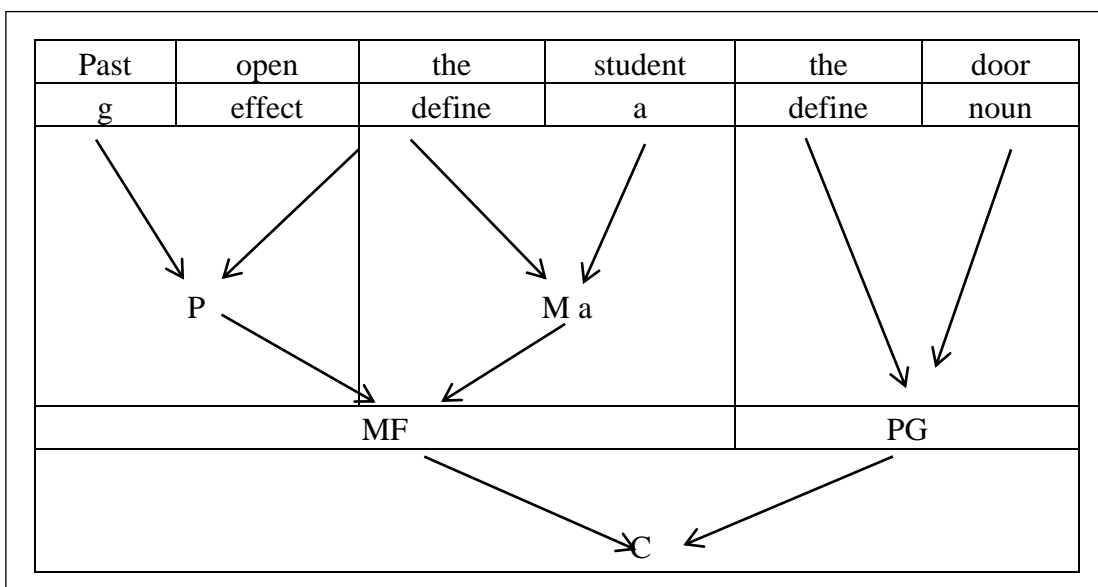 Past open the student the door
g effect define a define noun
P M a
MF PG
C